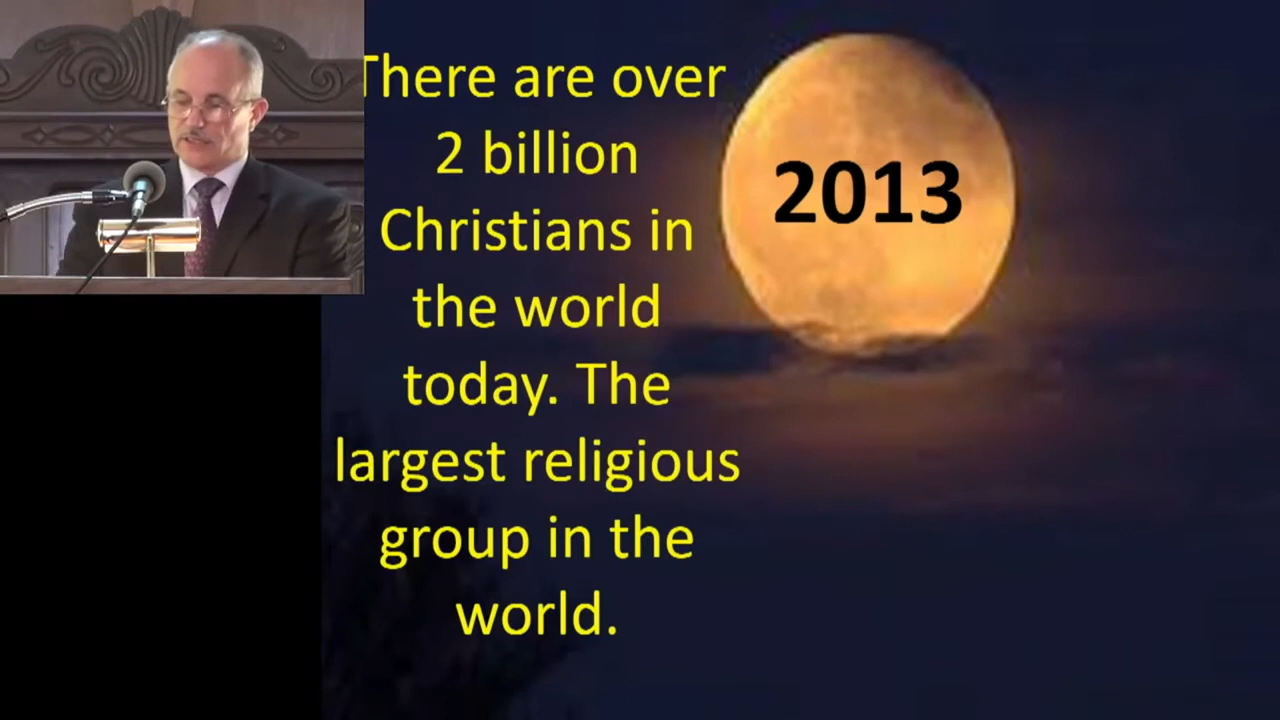 There are over
2 billion
Christians in
the world
today. The
largest religious
group in the
world.
2013